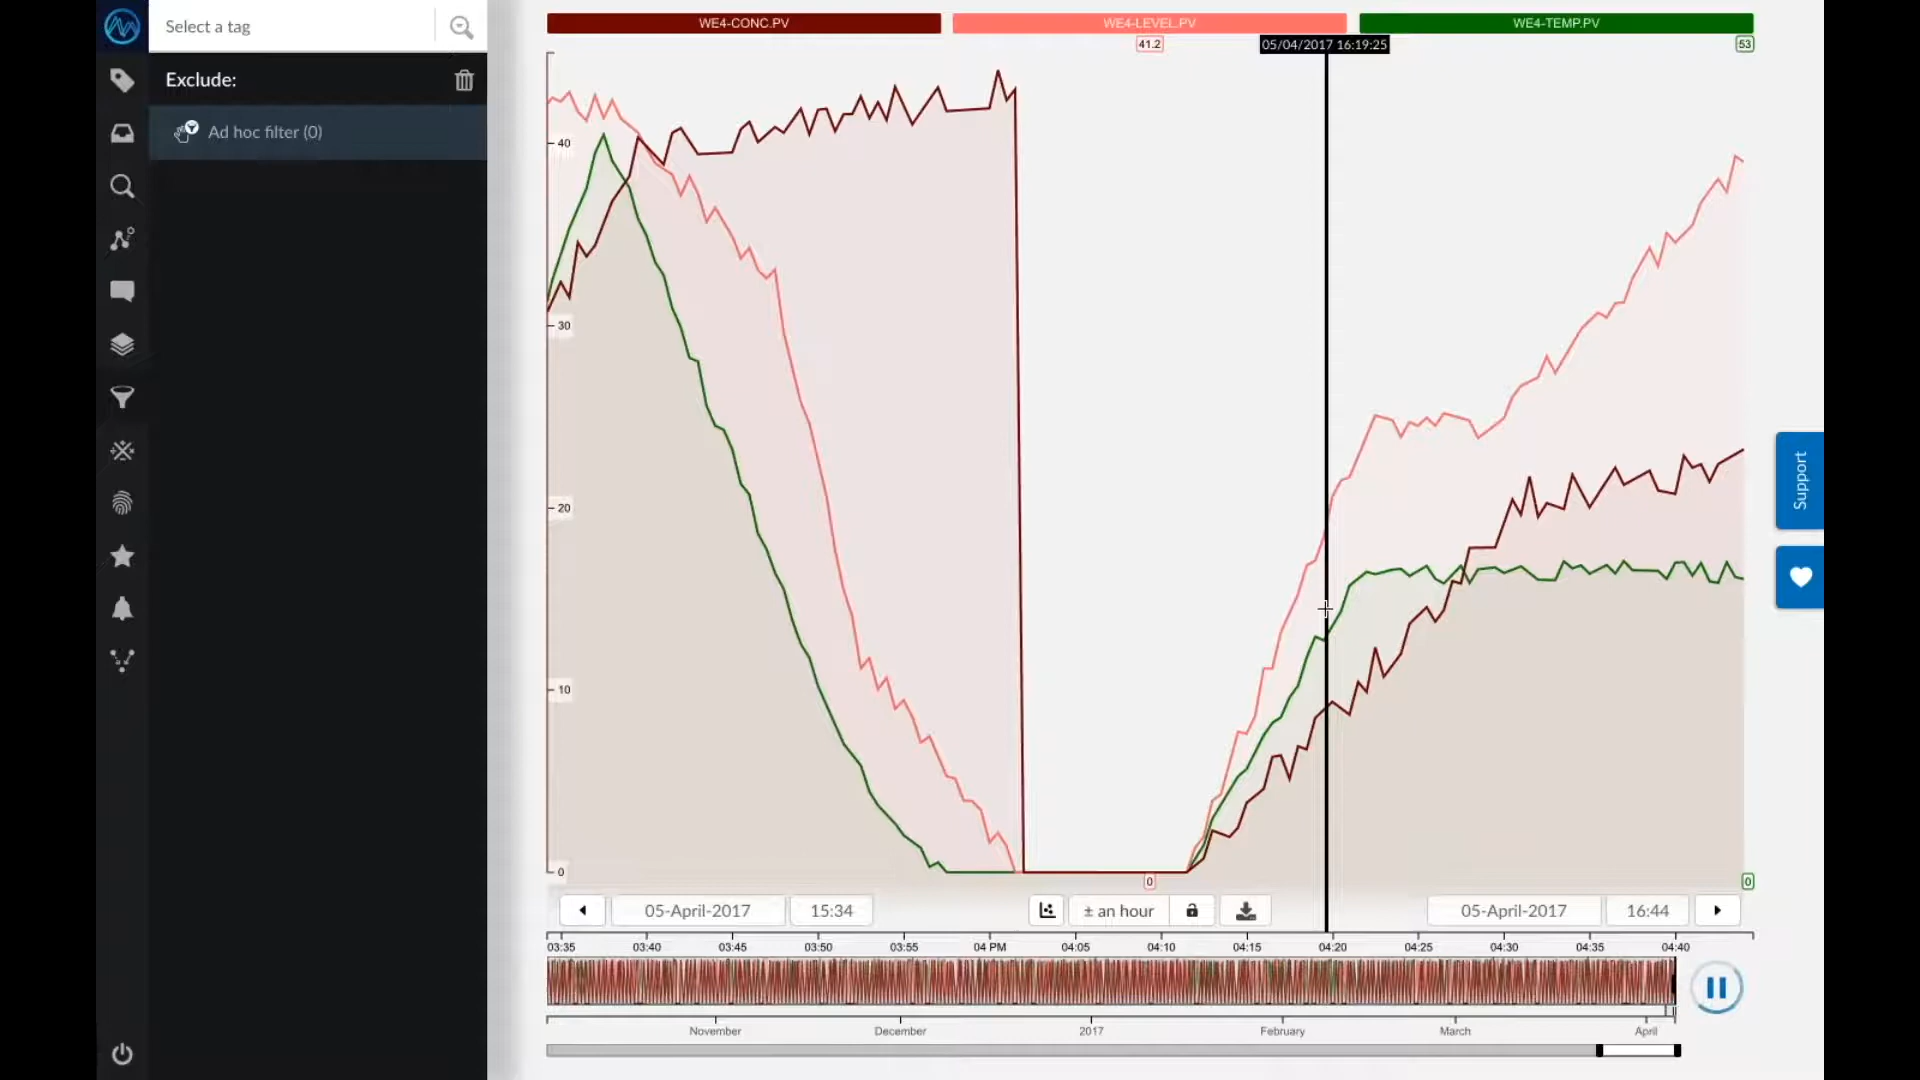 Select a tag
Exclude:
Ad hoc filter (0)
WE4-CONC.PV
WE4-LEVEL.PV
WE4-TEMP.PV
41.2
05/04/2017 16:19:25
53
40
30
20
10
0
0
0
05-April-2017
15:34
± an hour
05-April-2017
16:44
03:35
03:40
03:45
03:50
03:55
04 PM
04:05
04:10
04:15
04:20
04:25
04:30
04:35
04:40
November
December
2017
February
March
April
Support